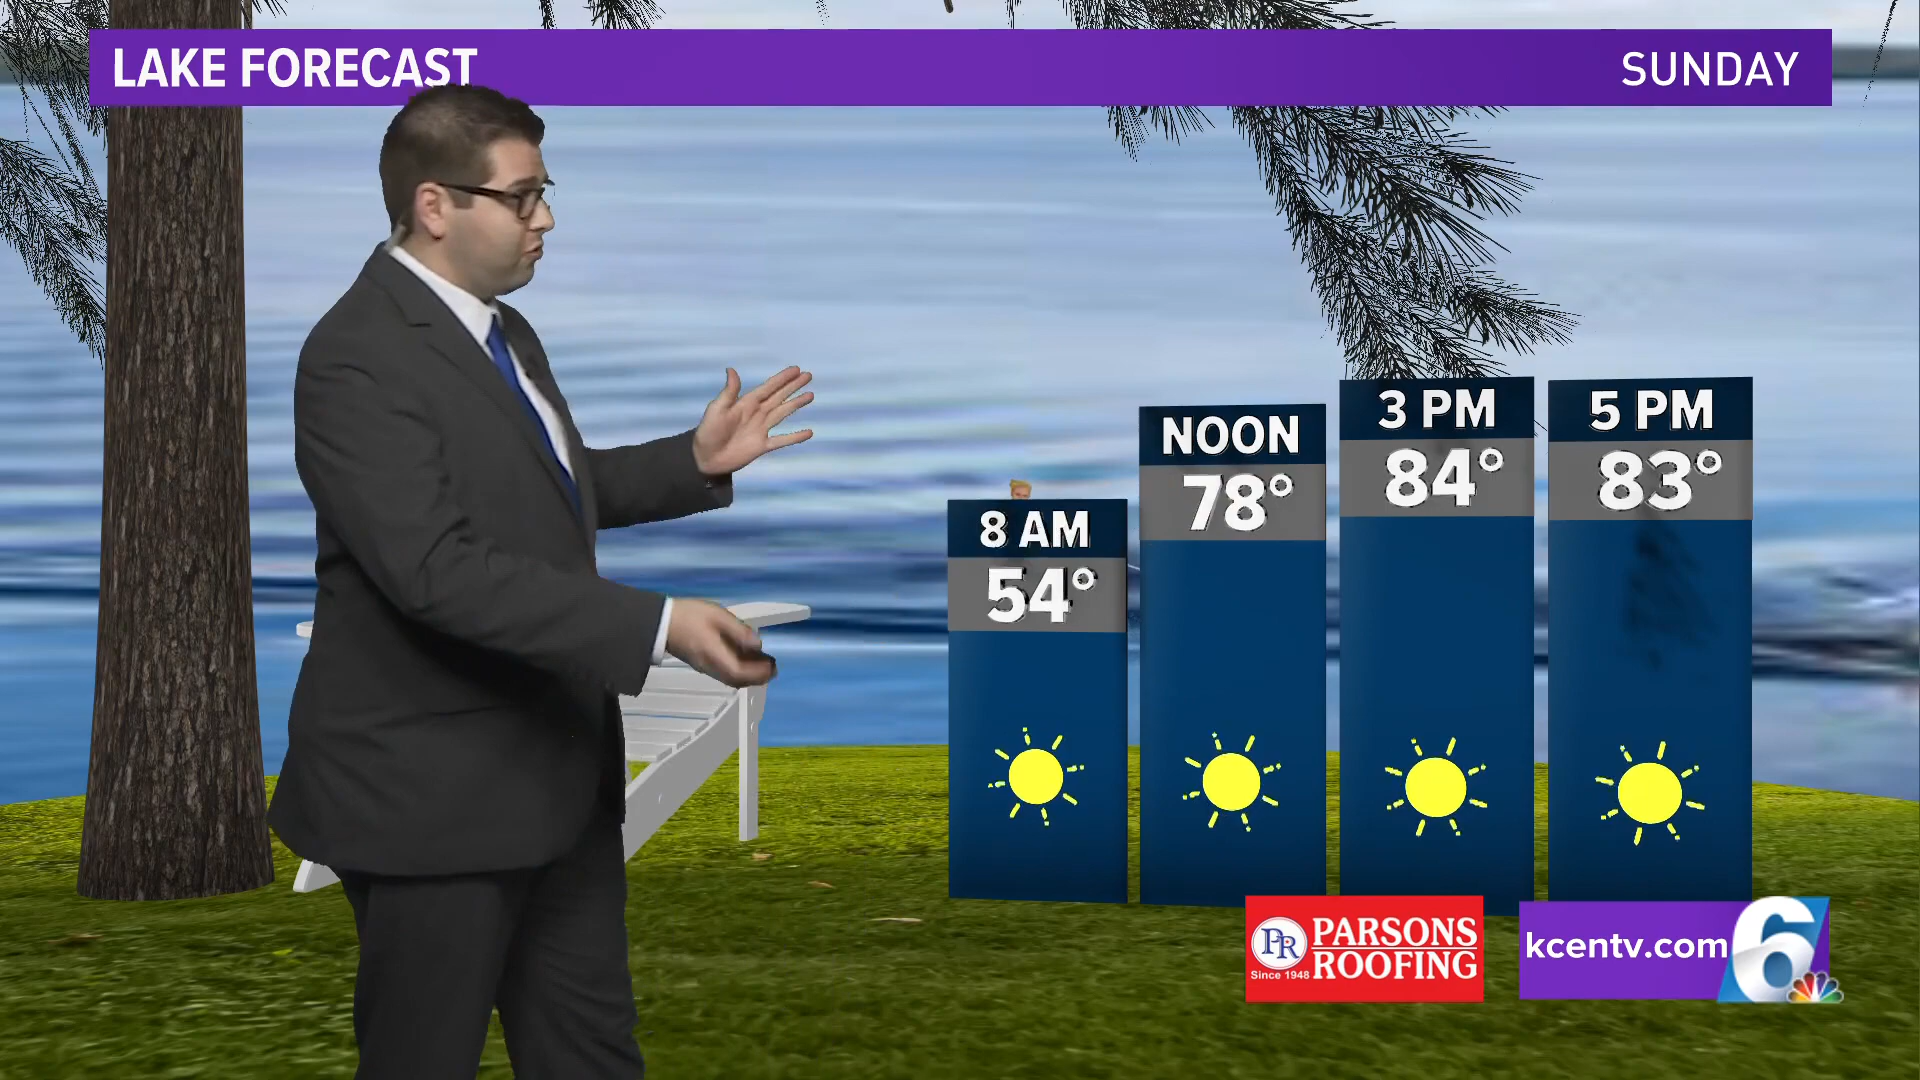 LAKE FORECAST
SUNDAY
8 AM
54°
NOON
78°
3 PM
84°
5 PM
83°
PR
Since 1948
PARSONS
ROOFING
kcentv.com
6